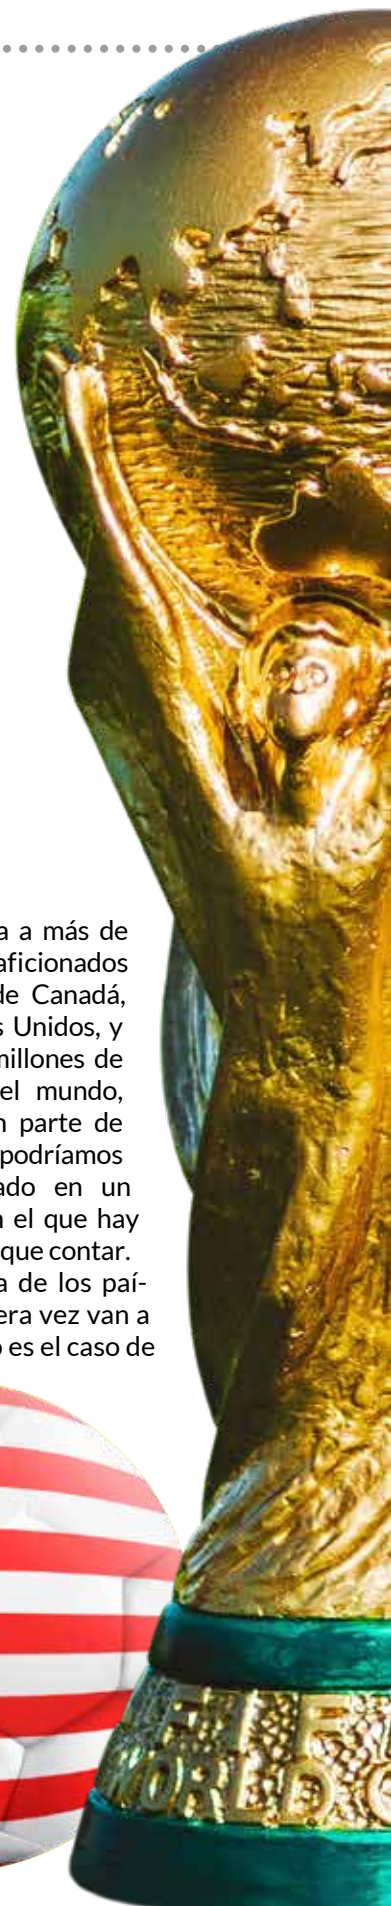 a a más de
aficionados
de Canadá,
s Unidos, y
millones de
el mundo,
n parte de
podríamos
ado en un
n el que hay
que contar.
a de los paí-
era vez van a
o es el caso de
FIF
WORLD C